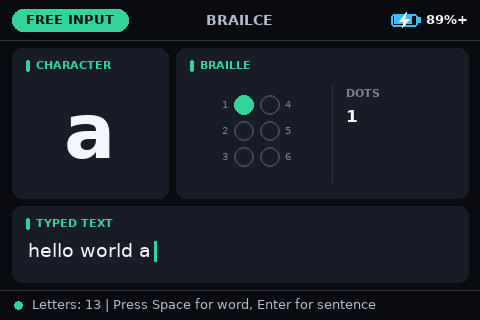 FREE INPUT BRAILCE 89%+
CHARACTER
a
BRAILLE
1 4
2 5
3 6
DOTS
1
TYPED TEXT
hello world a
Letters: 13 | Press Space for word, Enter for sentence